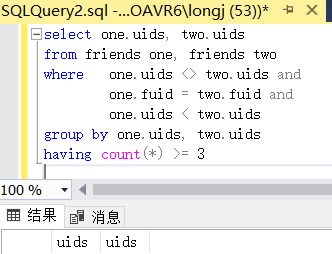 SQLQuery2.sql -...OAVR6\longj (53))*
select one.uids, two.uids
from friends one, friends two
where one.uids <> two.uids and
one.fuid = two.fuid and
one.uids < two.uids
group by one.uids, two.uids
having count(*) >= 3
100 %
结果 消息
uids uids